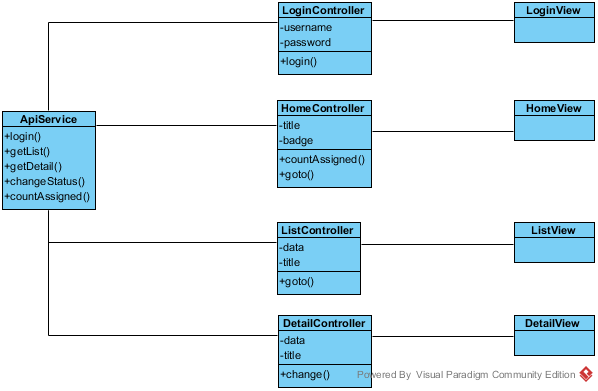 LoginController
-username
-password
+login()
LoginView
ApiService
+login()
+getList()
+getDetail()
+changeStatus()
+countAssigned()
HomeController
-title
-badge
+countAssigned()
+goto()
HomeView
ListController
-data
-title
+goto()
ListView
DetailController
-data
-title
+change()
DetailView
Powered By Visual Paradigm Community Edition